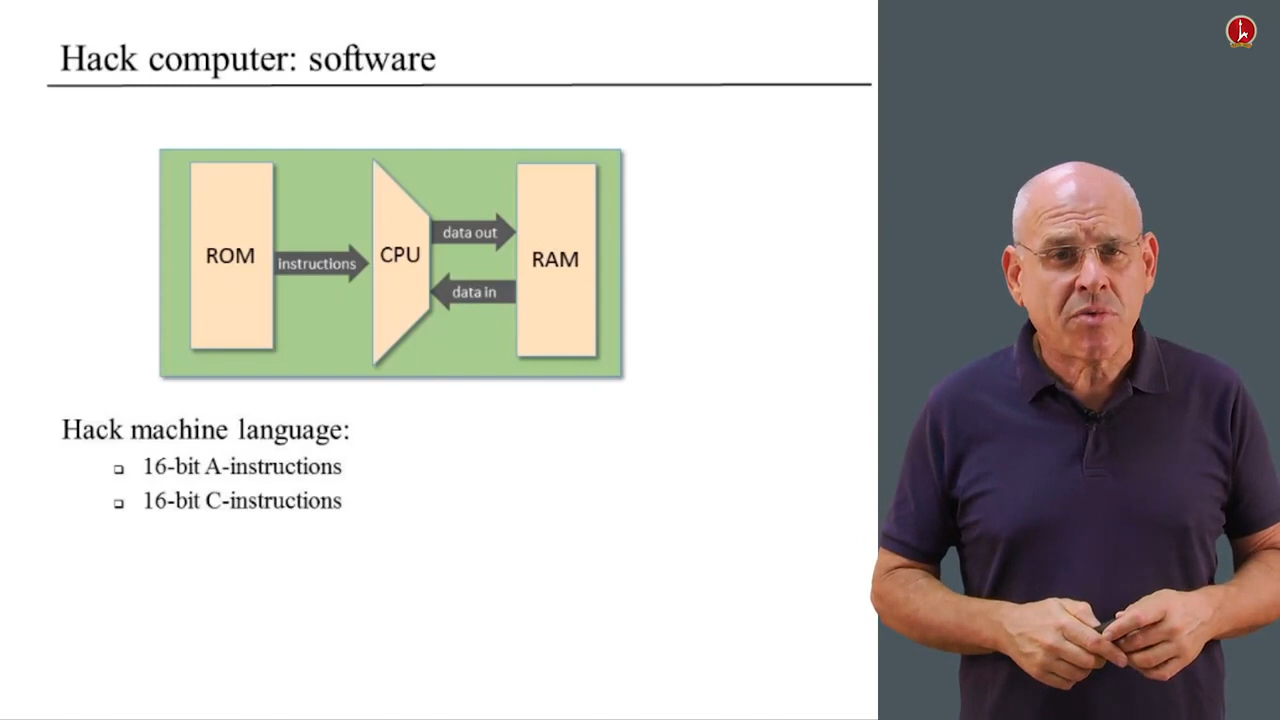 Hack computer: software
ROM
instructions
CPU
data out
data in
RAM
Hack machine language:
16-bit A-instructions
16-bit C-instructions